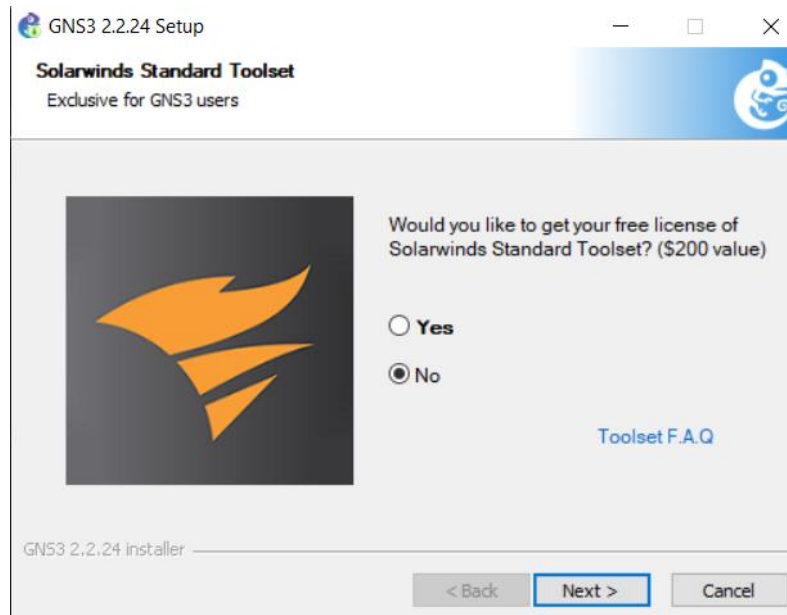 GNS3 2.2.24 Setup
Solarwinds Standard Toolset
Exclusive for GNS3 users
Would you like to get your free license of
Solarwinds Standard Toolset? ($200 value)
Yes
No
Toolset F.A.Q
GNS3 2.2.24 installer
< Back Next > Cancel